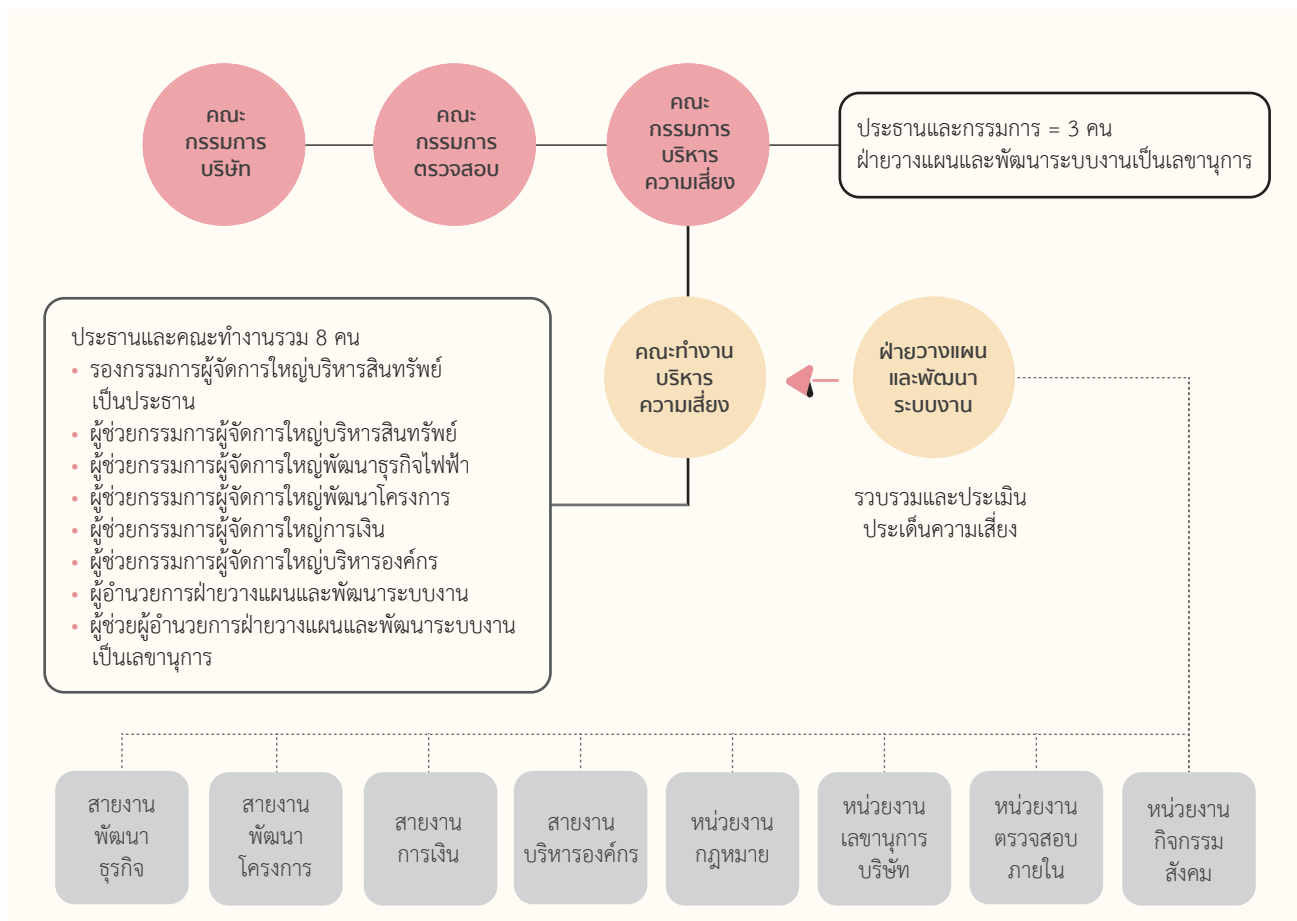 คณะ
กรรมการ
บริษัท
คณะ
กรรมการ
ตรวจสอบ
คณะ
กรรมการ
บริหาร
ความเสี่ยง
ประธานและกรรมการ = 3 คน
ฝ่ายวางแผนและพัฒนาระบบงานเป็นเลขานุการ
ประธานและคณะทำงานรวม 8 คน
• รองกรรมการผู้จัดการใหญ่บริหารสินทรัพย์
เป็นประธาน
• ผู้ช่วยกรรมการผู้จัดการใหญ่บริหารสินทรัพย์
• ผู้ช่วยกรรมการผู้จัดการใหญ่พัฒนาธุรกิจไฟฟ้า
• ผู้ช่วยกรรมการผู้จัดการใหญ่พัฒนาโครงการ
• ผู้ช่วยกรรมการผู้จัดการใหญ่การเงิน
• ผู้ช่วยกรรมการผู้จัดการใหญ่บริหารองค์กร
• ผู้อำนวยการฝ่ายวางแผนและพัฒนาระบบงาน
• ผู้ช่วยผู้อำนวยการฝ่ายวางแผนและพัฒนาระบบงาน
เป็นเลขานุการ
คณะทำงาน
บริหาร
ความเสี่ยง
ฝ่ายวางแผน
และพัฒนา
ระบบงาน
รวบรวมและประเมิน
ประเด็นความเสี่ยง
สายงาน
พัฒนา
ธุรกิจ
สายงาน
พัฒนา
โครงการ
สายงาน
การเงิน
สายงาน
บริหารองค์กร
หน่วยงาน
กฎหมาย
หน่วยงาน
เลขานุการ
บริษัท
หน่วยงาน
ตรวจสอบ
ภายใน
หน่วยงาน
กิจกรรม
สังคม